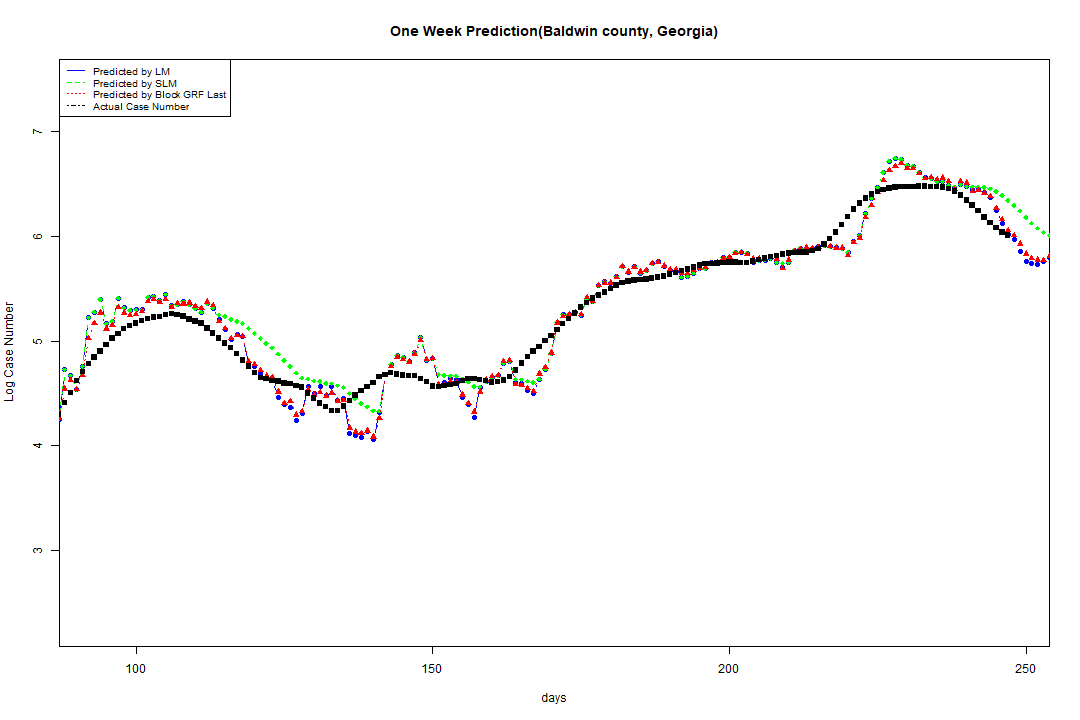 One Week Prediction(Baldwin county, Georgia)
Predicted by LM
Predicted by SLM
Predicted by Block GRF Last
Actual Case Number
7
6
5
4
3
Log Case Number
100 150 200 250
days